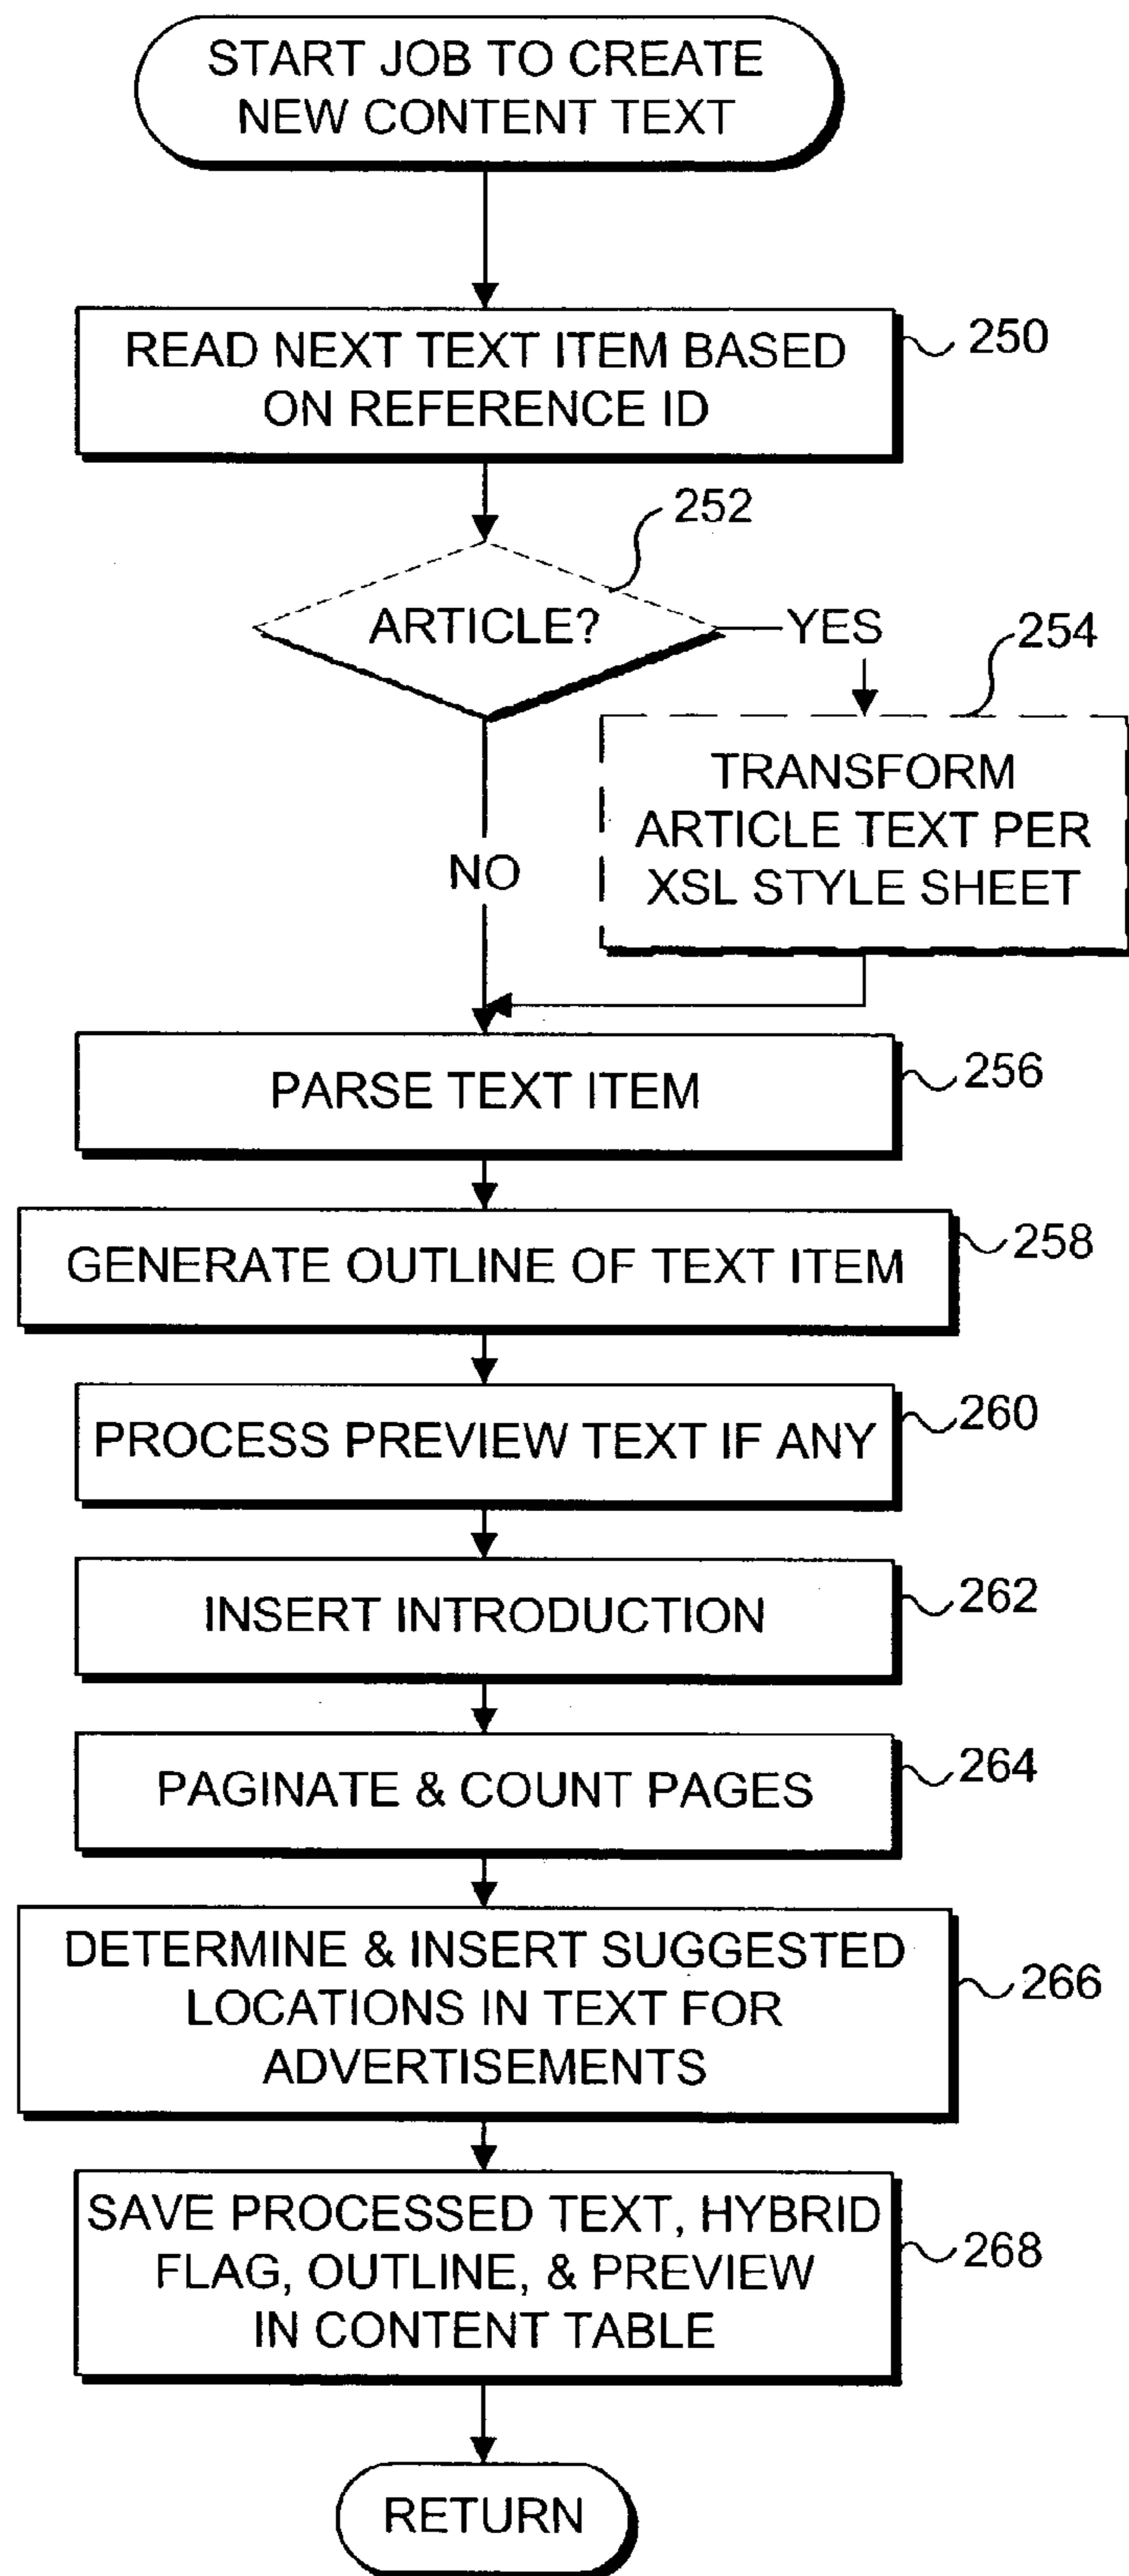 START JOB TO CREATE
NEW CONTENT TEXT
READ NEXT TEXT ITEM BASED
ON REFERENCE ID
250
252
ARTICLE?
YES
254
TRANSFORM
ARTICLE TEXT PER
XSL STYLE SHEET
NO
PARSE TEXT ITEM
256
GENERATE OUTLINE OF TEXT ITEM
258
PROCESS PREVIEW TEXT IF ANY
260
INSERT INTRODUCTION
262
PAGINATE & COUNT PAGES
264
DETERMINE & INSERT SUGGESTED
LOCATIONS IN TEXT FOR
ADVERTISEMENTS
266
SAVE PROCESSED TEXT, HYBRID
FLAG, OUTLINE, & PREVIEW
IN CONTENT TABLE
268
RETURN